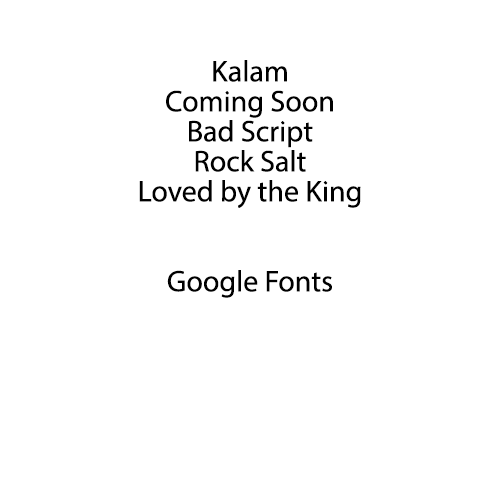 Kalam
Coming Soon
Bad Script
Rock Salt
Loved by the King
Google Fonts